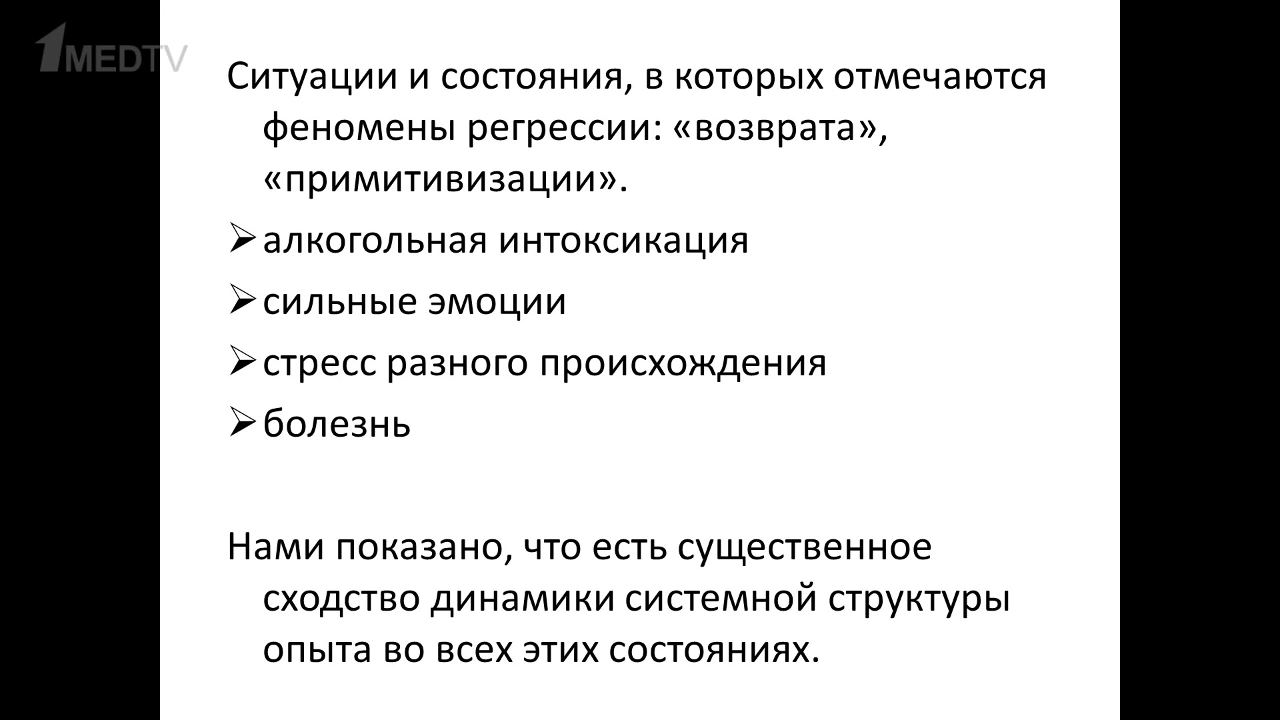 1MEDTV
Ситуации и состояния, в которых отмечаются
феномены регрессии: «возврата»,
«примитивизации».
алкогольная интоксикация
сильные эмоции
стресс разного происхождения
болезнь
Нами показано, что есть существенное
сходство динамики системной структуры
опыта во всех этих состояниях.